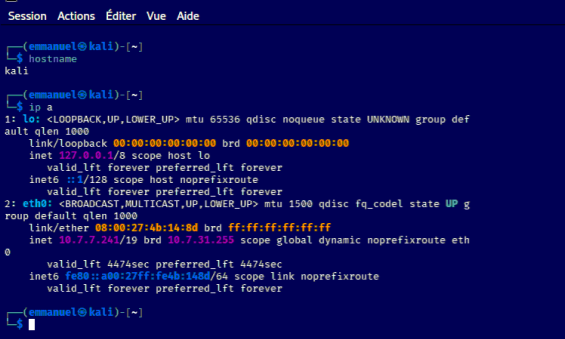 Session Actions Éditer Vue Aide
┌──(emmanuel㉿kali)-[~]
└─$ hostname
kali
┌──(emmanuel㉿kali)-[~]
└─$ ip a
1: lo: <LOOPBACK,UP,LOWER_UP> mtu 65536 qdisc noqueue state UNKNOWN group def
ault qlen 1000
    link/loopback 00:00:00:00:00:00 brd 00:00:00:00:00:00
    inet 127.0.0.1/8 scope host lo
       valid_lft forever preferred_lft forever
    inet6 ::1/128 scope host noprefixroute
       valid_lft forever preferred_lft forever
2: eth0: <BROADCAST,MULTICAST,UP,LOWER_UP> mtu 1500 qdisc fq_codel state UP g
roup default qlen 1000
    link/ether 08:00:27:4b:14:8d brd ff:ff:ff:ff:ff:ff
    inet 10.7.7.241/19 brd 10.7.31.255 scope global dynamic noprefixroute eth
0
       valid_lft 4474sec preferred_lft 4474sec
    inet6 fe80::a00:27ff:fe4b:148d/64 scope link noprefixroute
       valid_lft forever preferred_lft forever
┌──(emmanuel㉿kali)-[~]
└─$